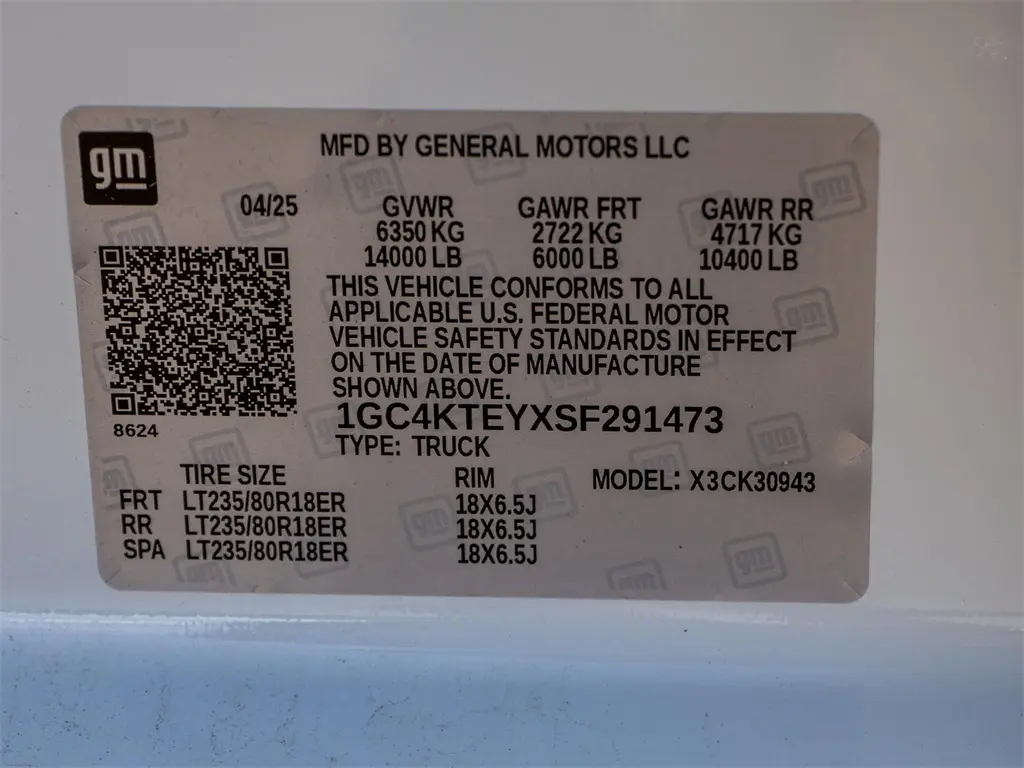 gm
MFD BY GENERAL MOTORS LLC
04/25 GVWR GAWR FRT GAWR RR
6350 KG 2722 KG 4717 KG
14000 LB 6000 LB 10400 LB
THIS VEHICLE CONFORMS TO ALL
APPLICABLE U.S. FEDERAL MOTOR
VEHICLE SAFETY STANDARDS IN EFFECT
ON THE DATE OF MANUFACTURE
SHOWN ABOVE.
1GC4KTEYXSF291473
8624
TYPE: TRUCK
TIRE SIZE RIM MODEL: X3CK30943
FRT LT235/80R18ER 18X6.5J
RR LT235/80R18ER 18X6.5J
SPA LT235/80R18ER 18X6.5J